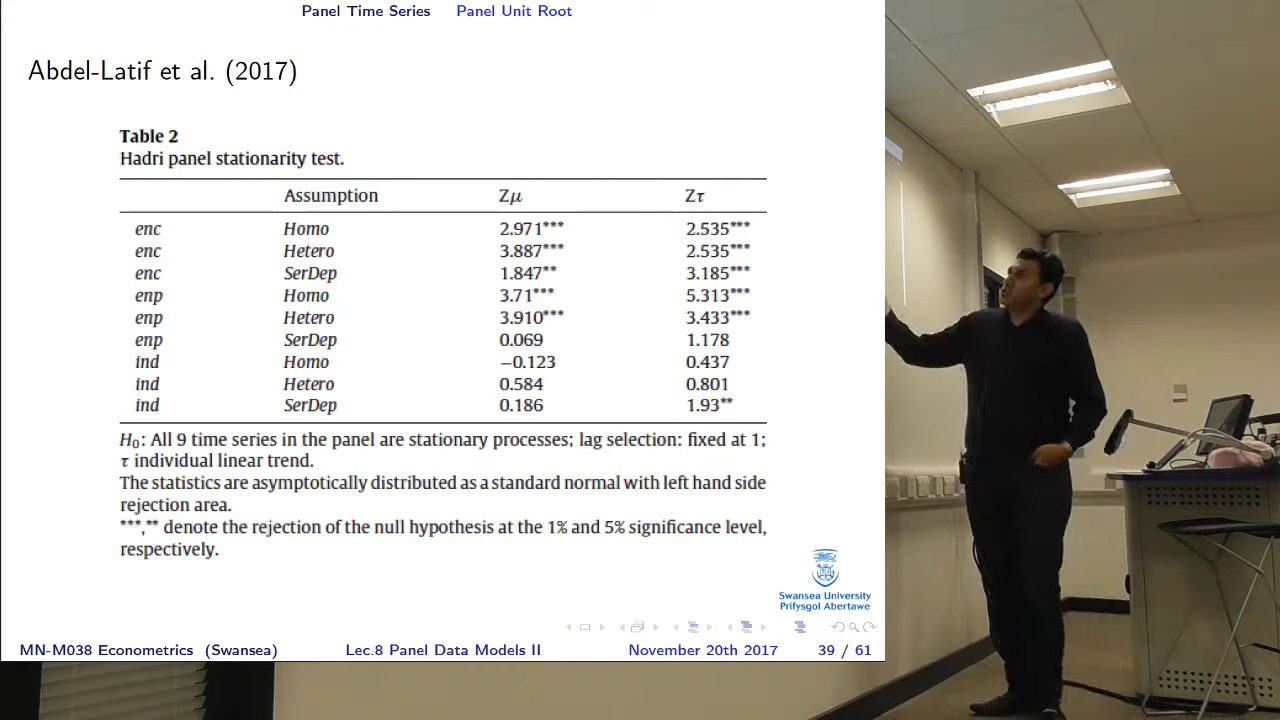 Panel Time Series Panel Unit Root
Abdel-Latif et al. (2017)
Table 2
Hadri panel stationarity test.
Assumption Zμ Zτ
enc Homo 2.971*** 2.535***
enc Hetero 3.887*** 2.535***
enc SerDep 1.847** 3.185***
enp Homo 3.71*** 5.313***
enp Hetero 3.910*** 3.433***
enp SerDep 0.069 1.178
ind Homo −0.123 0.437
ind Hetero 0.584 0.801
ind SerDep 0.186 1.93**
H₀: All 9 time series in the panel are stationary processes; lag selection: fixed at 1;
τ individual linear trend.
The statistics are asymptotically distributed as a standard normal with left hand side
rejection area.
***,** denote the rejection of the null hypothesis at the 1% and 5% significance level,
respectively.
Swansea University
Prifysgol Abertawe
MN-M038 Econometrics (Swansea) Lec.8 Panel Data Models II November 20th 2017 39 / 61